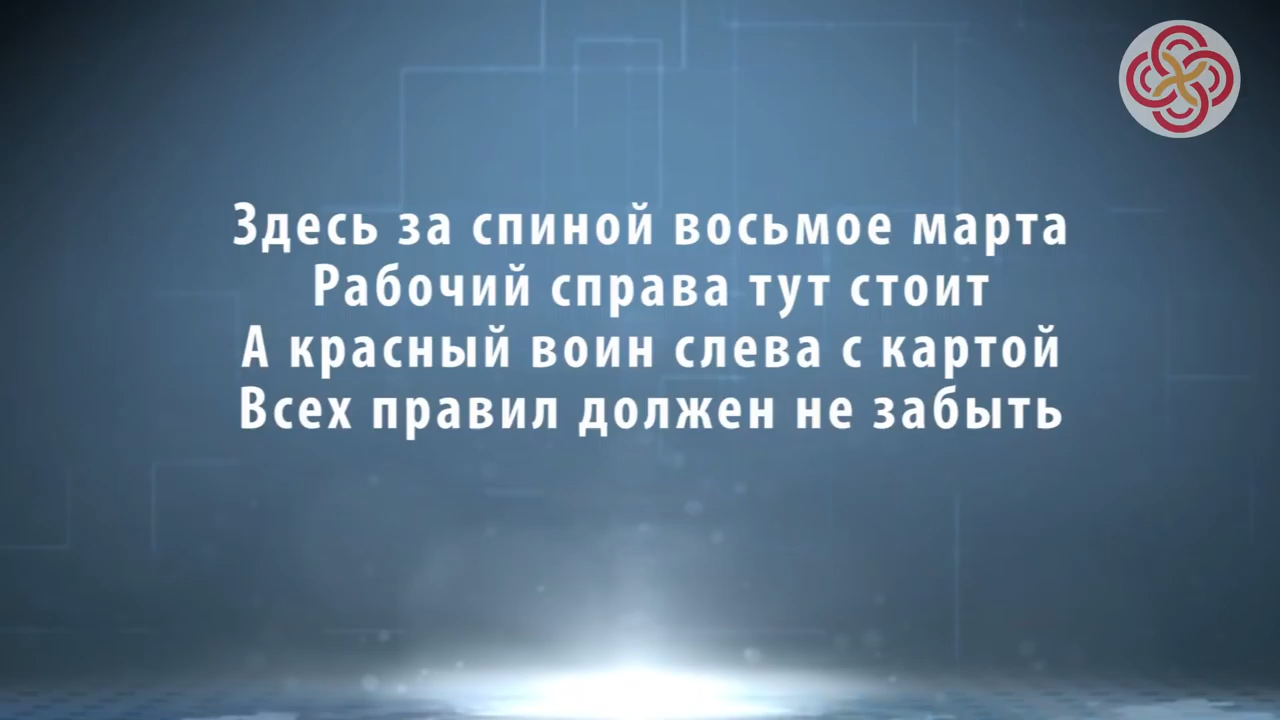 Здесь за спиной восьмое марта
Рабочий справа тут стоит
А красный воин слева с картой
Всех правил должен не забыть